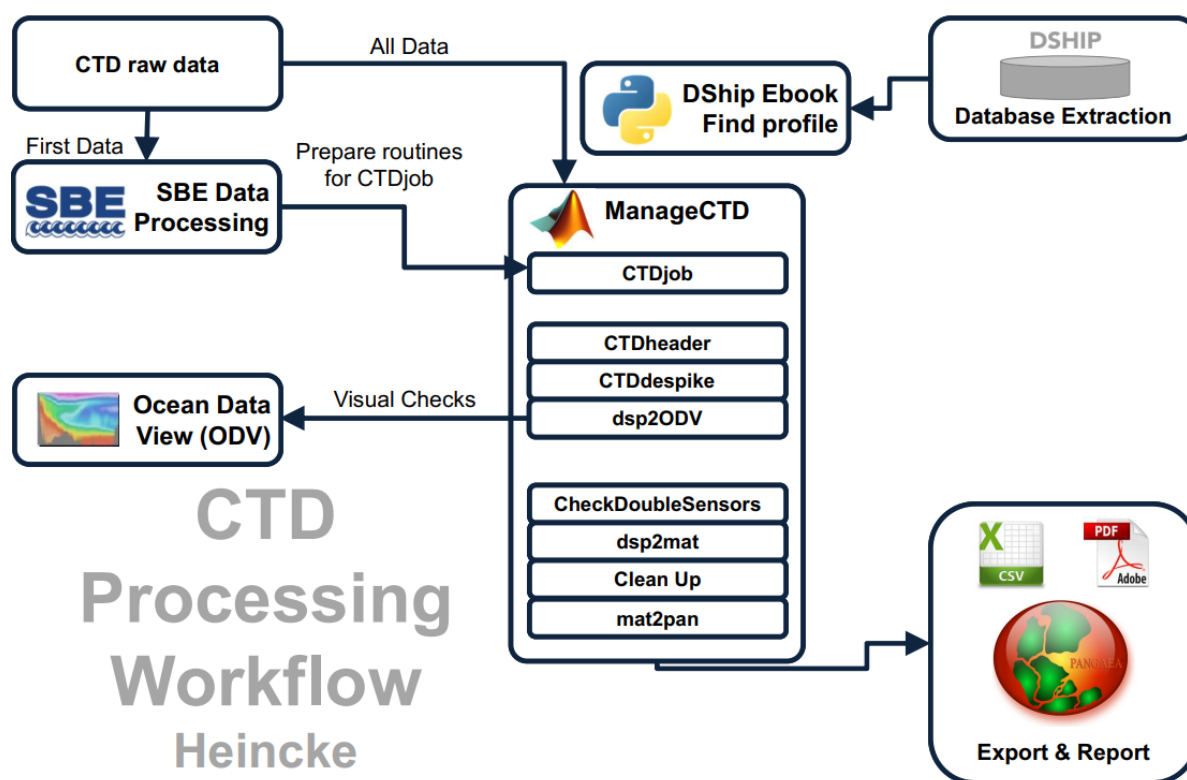 CTD raw data
All Data
DSHIP
Database Extraction
DShip Ebook
Find profile
First Data
SBE
SBE Data
Processing
Prepare routines
for CTDjob
ManageCTD
CTDjob
CTDheader
CTDdespike
dsp2ODV
Visual Checks
Ocean Data
View (ODV)
CheckDoubleSensors
dsp2mat
Clean Up
mat2pan
CTD
Processing
Workflow
Heincke
X
CSV
PDF
Adobe
PANGAEA
Export & Report